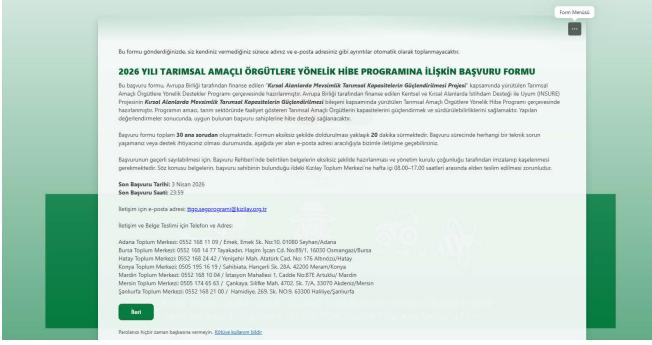 Form Menüsü
...
Bu formu gönderdiğinizde, siz kendiniz vermediğiniz sürece adınız ve e-posta adresiniz gibi ayrıntılar otomatik olarak toplanmayacaktır.
2026 YILI TARIMSAL AMAÇLI ÖRGÜTLERE YÖNELİK HİBE PROGRAMINA İLİŞKİN BAŞVURU FORMU
Bu başvuru formu, Avrupa Birliği tarafından finanse edilen "Kırsal Alanlarda Mevsimlik Tarımsal Kapasitelerin Güçlendirilmesi Projesi" kapsamında yürütülen Tarımsal
Amaçlı Örgütlere Yönelik Destekler Programı çerçevesinde hazırlanmıştır. Avrupa Birliği tarafından finanse edilen Kentsel ve Kırsal Alanlarda İstihdam Desteği ile Uyum (INSURE)
Projesinin Kırsal Alanlarda Mevsimlik Tarımsal Kapasitelerin Güçlendirilmesi bileşeni kapsamında yürütülen Tarımsal Amaçlı Örgütlere Yönelik Hibe Programı çerçevesinde
hazırlanmıştır. Programın amacı, tarım sektöründe faaliyet gösteren Tarımsal Amaçlı Örgütlerin kapasitelerini güçlendirmek ve sürdürülebilirliklerini sağlamaktır. Yapılan
değerlendirmeler sonucunda, uygun bulunan başvuru sahiplerine hibe desteği sağlanacaktır.
Başvuru formu toplam 30 ana sorudan oluşmaktadır. Formun eksiksiz şekilde doldurulması yaklaşık 20 dakika sürmektedir. Başvuru sürecinde herhangi bir teknik sorun
yaşamanız veya destek ihtiyacınız olması durumunda, aşağıda yer alan e-posta adresi aracılığıyla bizimle iletişime geçebilirsiniz.
Başvurunun geçerli sayılabilmesi için, Başvuru Rehberi'nde belirtilen belgelerin eksiksiz şekilde hazırlanması ve yönetim kurulu çoğunluğu tarafından imzalanıp kaşelenmesi
gerekmektedir. Söz konusu belgelerin, başvuru sahibinin bulunduğu ildeki Kızılay Toplum Merkezi'ne hafta içi 08.00–17.00 saatleri arasında elden teslim edilmesi zorunludur.
Son Başvuru Tarihi: 3 Nisan 2026
Son Başvuru Saati: 23:59
İletişim için e-posta adresi: ttgp.segprogrami@kizilay.org.tr
İletişim ve Belge Teslimi için Telefon ve Adres:
Adana Toplum Merkezi: 0552 168 11 09 / Emek, Emek Sk. No:10, 01080 Seyhan/Adana
Bursa Toplum Merkezi: 0552 168 14 77 Tayakadın, Haşim İşcan Cd. No:89/1, 16030 Osmangazi/Bursa
Hatay Toplum Merkezi: 0552 168 24 42 / Yenişehir Mah. Atatürk Cad. No: 176 Altınözü/Hatay
Konya Toplum Merkezi: 0505 195 16 19 / Sahibiata, Hangerli Sk. 28A, 42200 Meram/Konya
Mardin Toplum Merkezi: 0552 168 10 04 / İstasyon Mahallesi 1. Cadde No:87E Artuklu/ Mardin
Mersin Toplum Merkezi: 0505 174 65 63 / Çankaya, Silifke Mah, 4702. Sk. 7/A, 33070 Akdeniz/Mersin
Şanlıurfa Toplum Merkezi: 0552 168 21 00 / Hamidiye, 269. Sk. NO:9, 63300 Haliliye/Şanlıurfa
İleri
Parolanızı hiçbir zaman başkasına vermeyin. Kötüye kullanım bildir